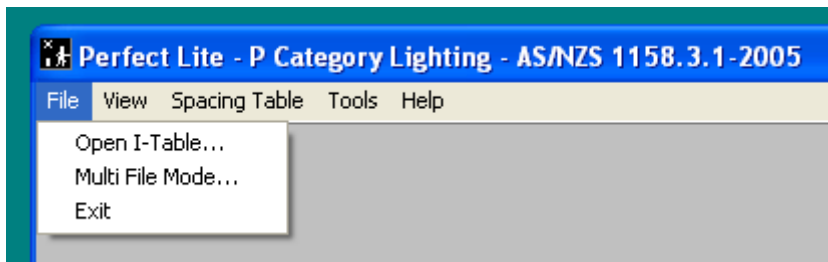 Perfect Lite - P Category Lighting - AS/NZS 1158.3.1-2005
File View Spacing Table Tools Help
Open I-Table...
Multi File Mode...
Exit